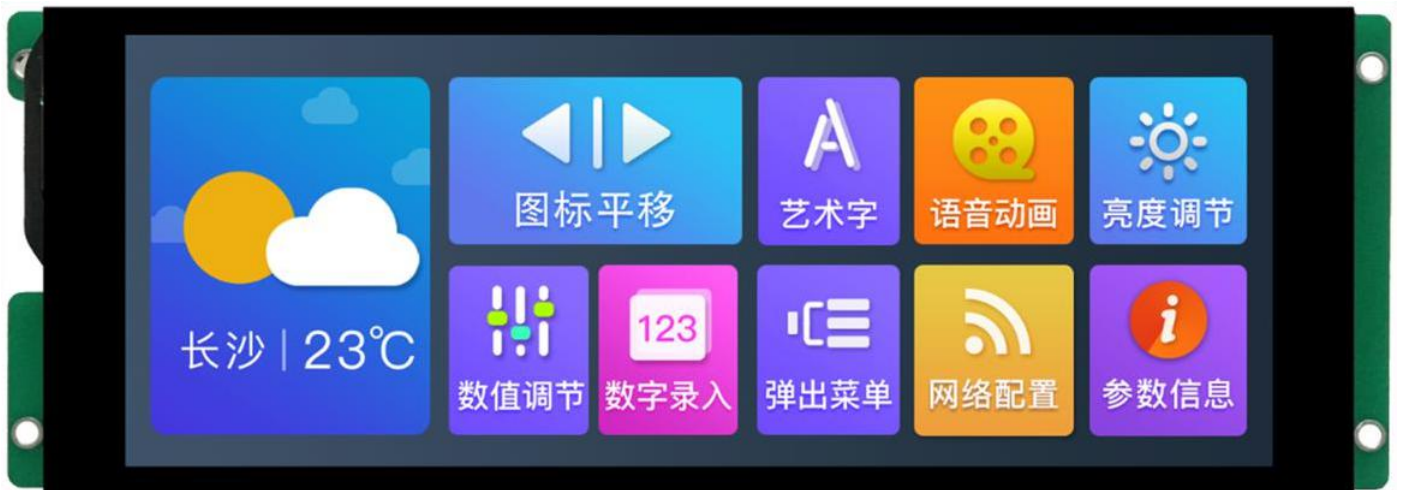 图标平移
艺术字
语音动画
亮度调节
长沙 | 23℃
数值调节
123
数字录入
弹出菜单
网络配置
参数信息